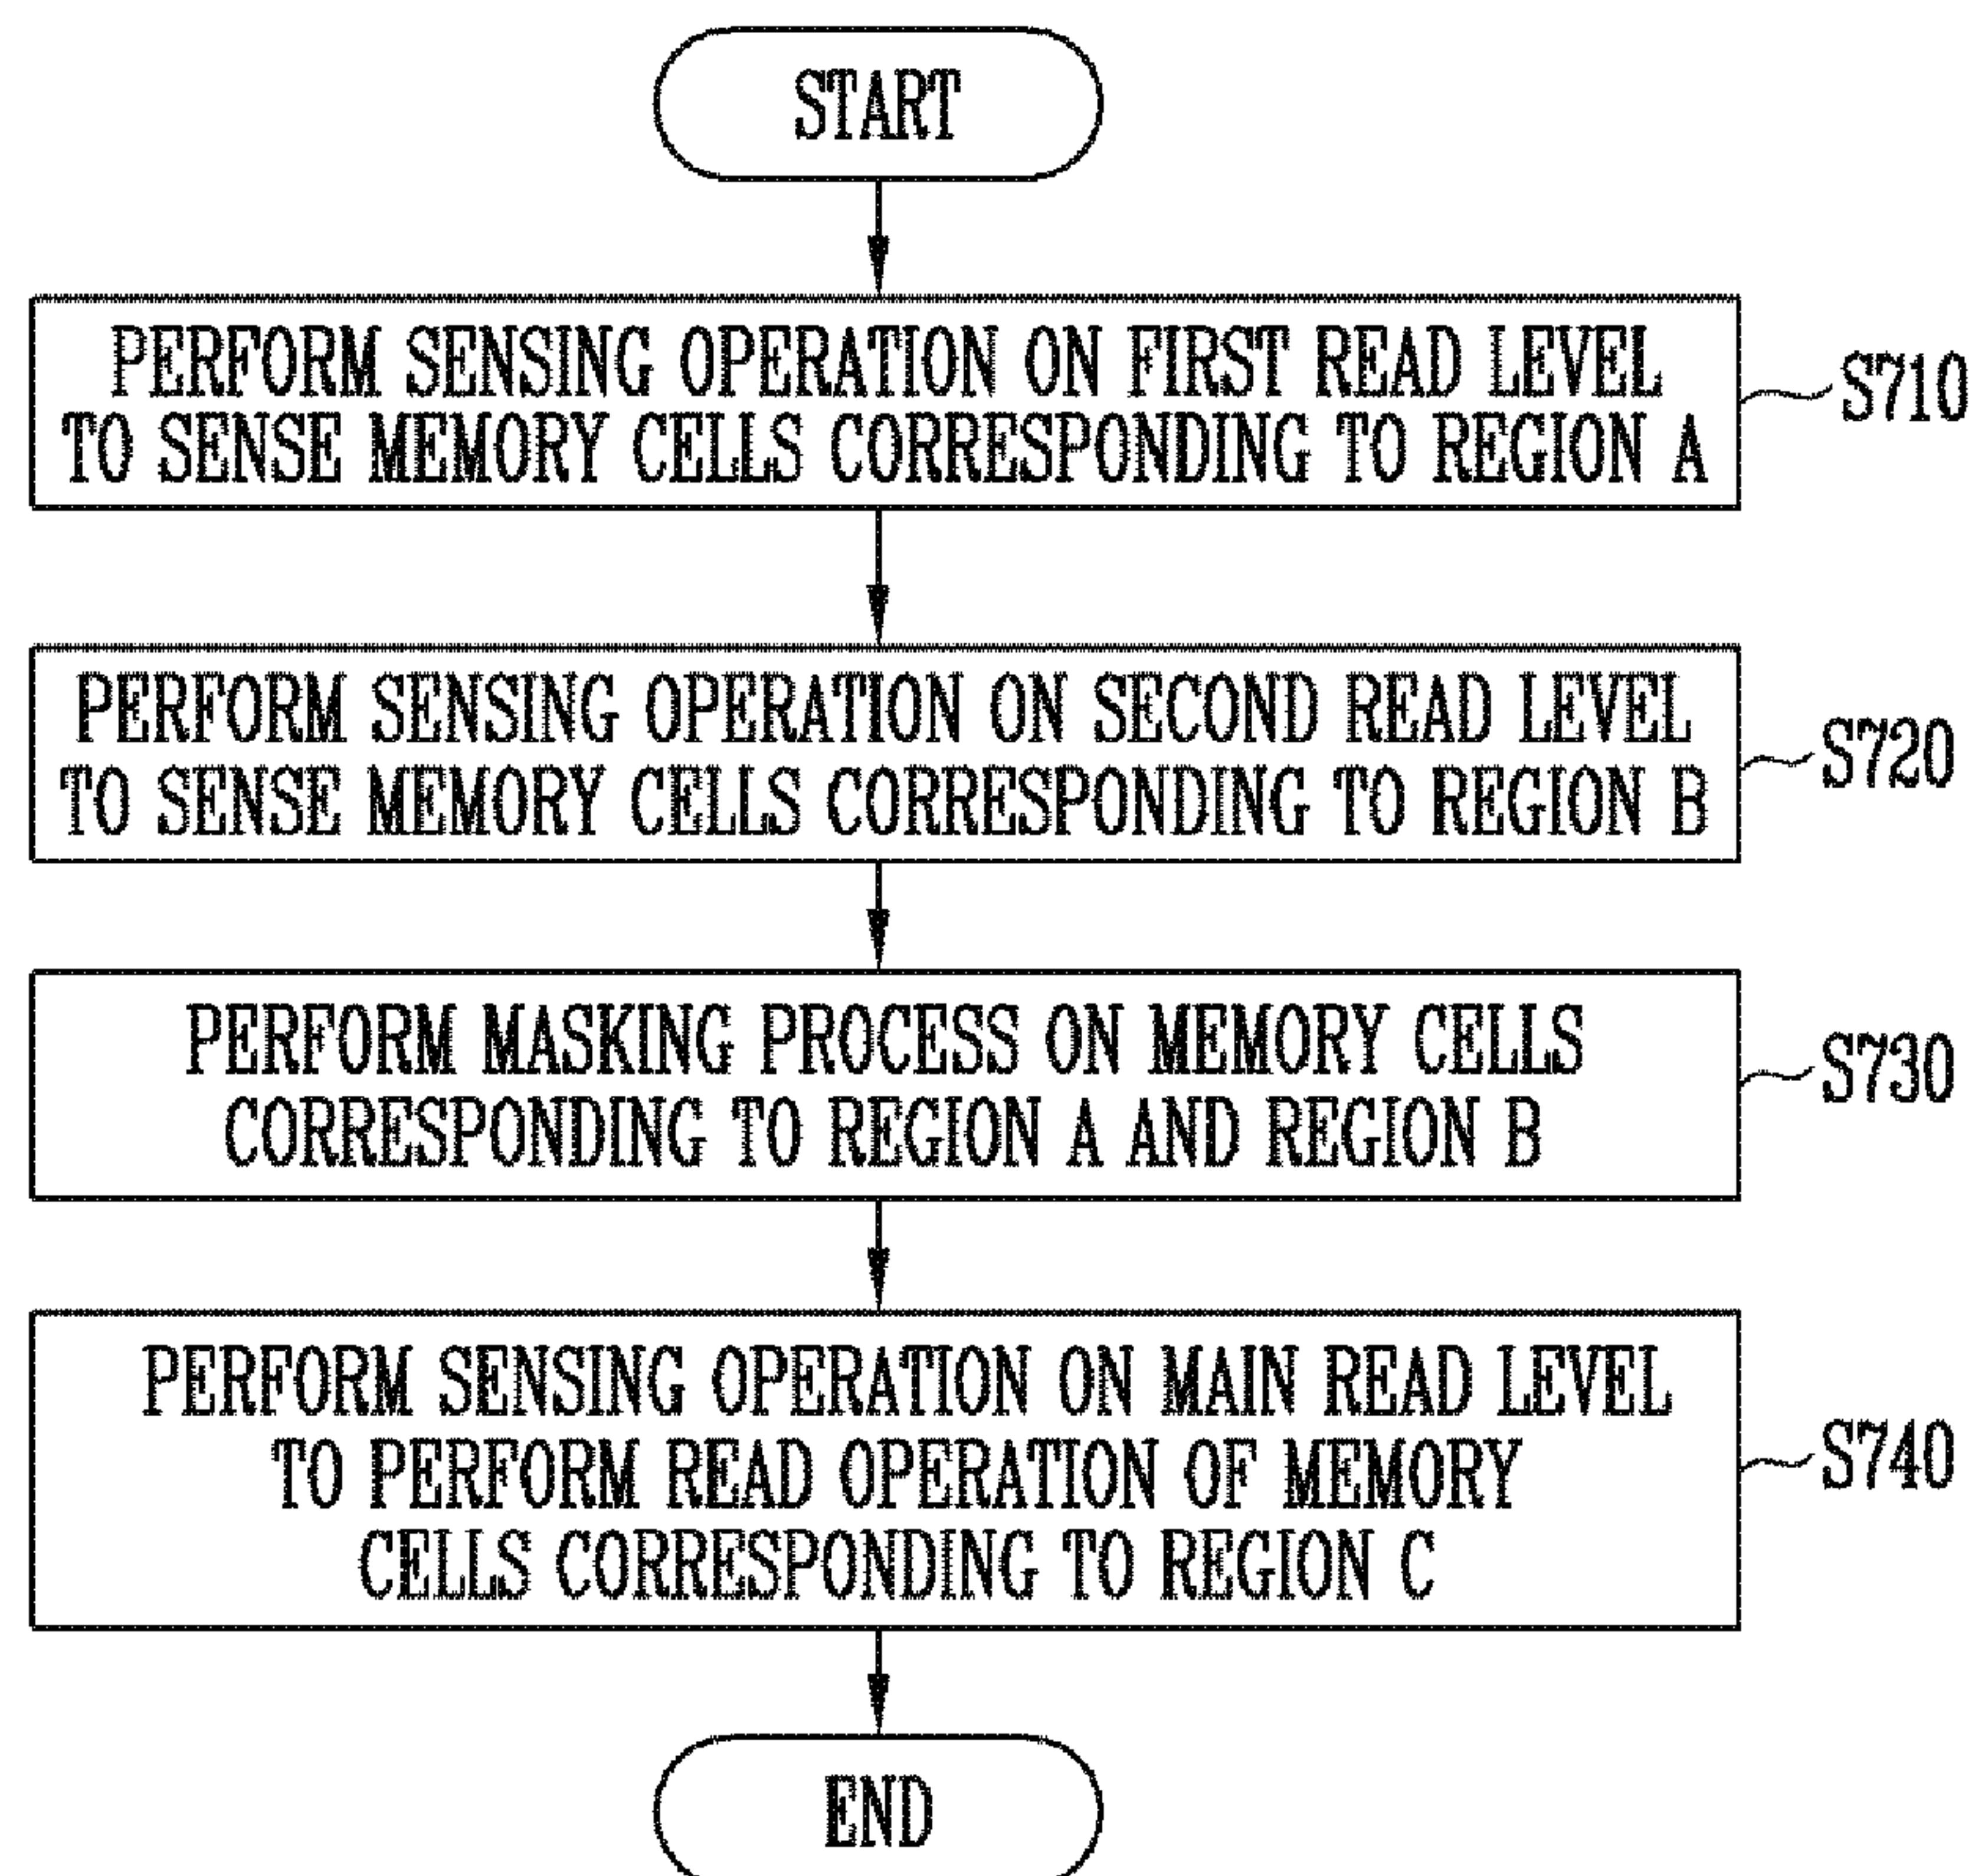 START
PERFORM SENSING OPERATION ON FIRST READ LEVEL
TO SENSE MEMORY CELLS CORRESPONDING TO REGION A
S710
PERFORM SENSING OPERATION ON SECOND READ LEVEL
TO SENSE MEMORY CELLS CORRESPONDING TO REGION B
S720
PERFORM MASKING PROCESS ON MEMORY CELLS
CORRESPONDING TO REGION A AND REGION B
S730
PERFORM SENSING OPERATION ON MAIN READ LEVEL
TO PERFORM READ OPERATION OF MEMORY
CELLS CORRESPONDING TO REGION C
S740
END